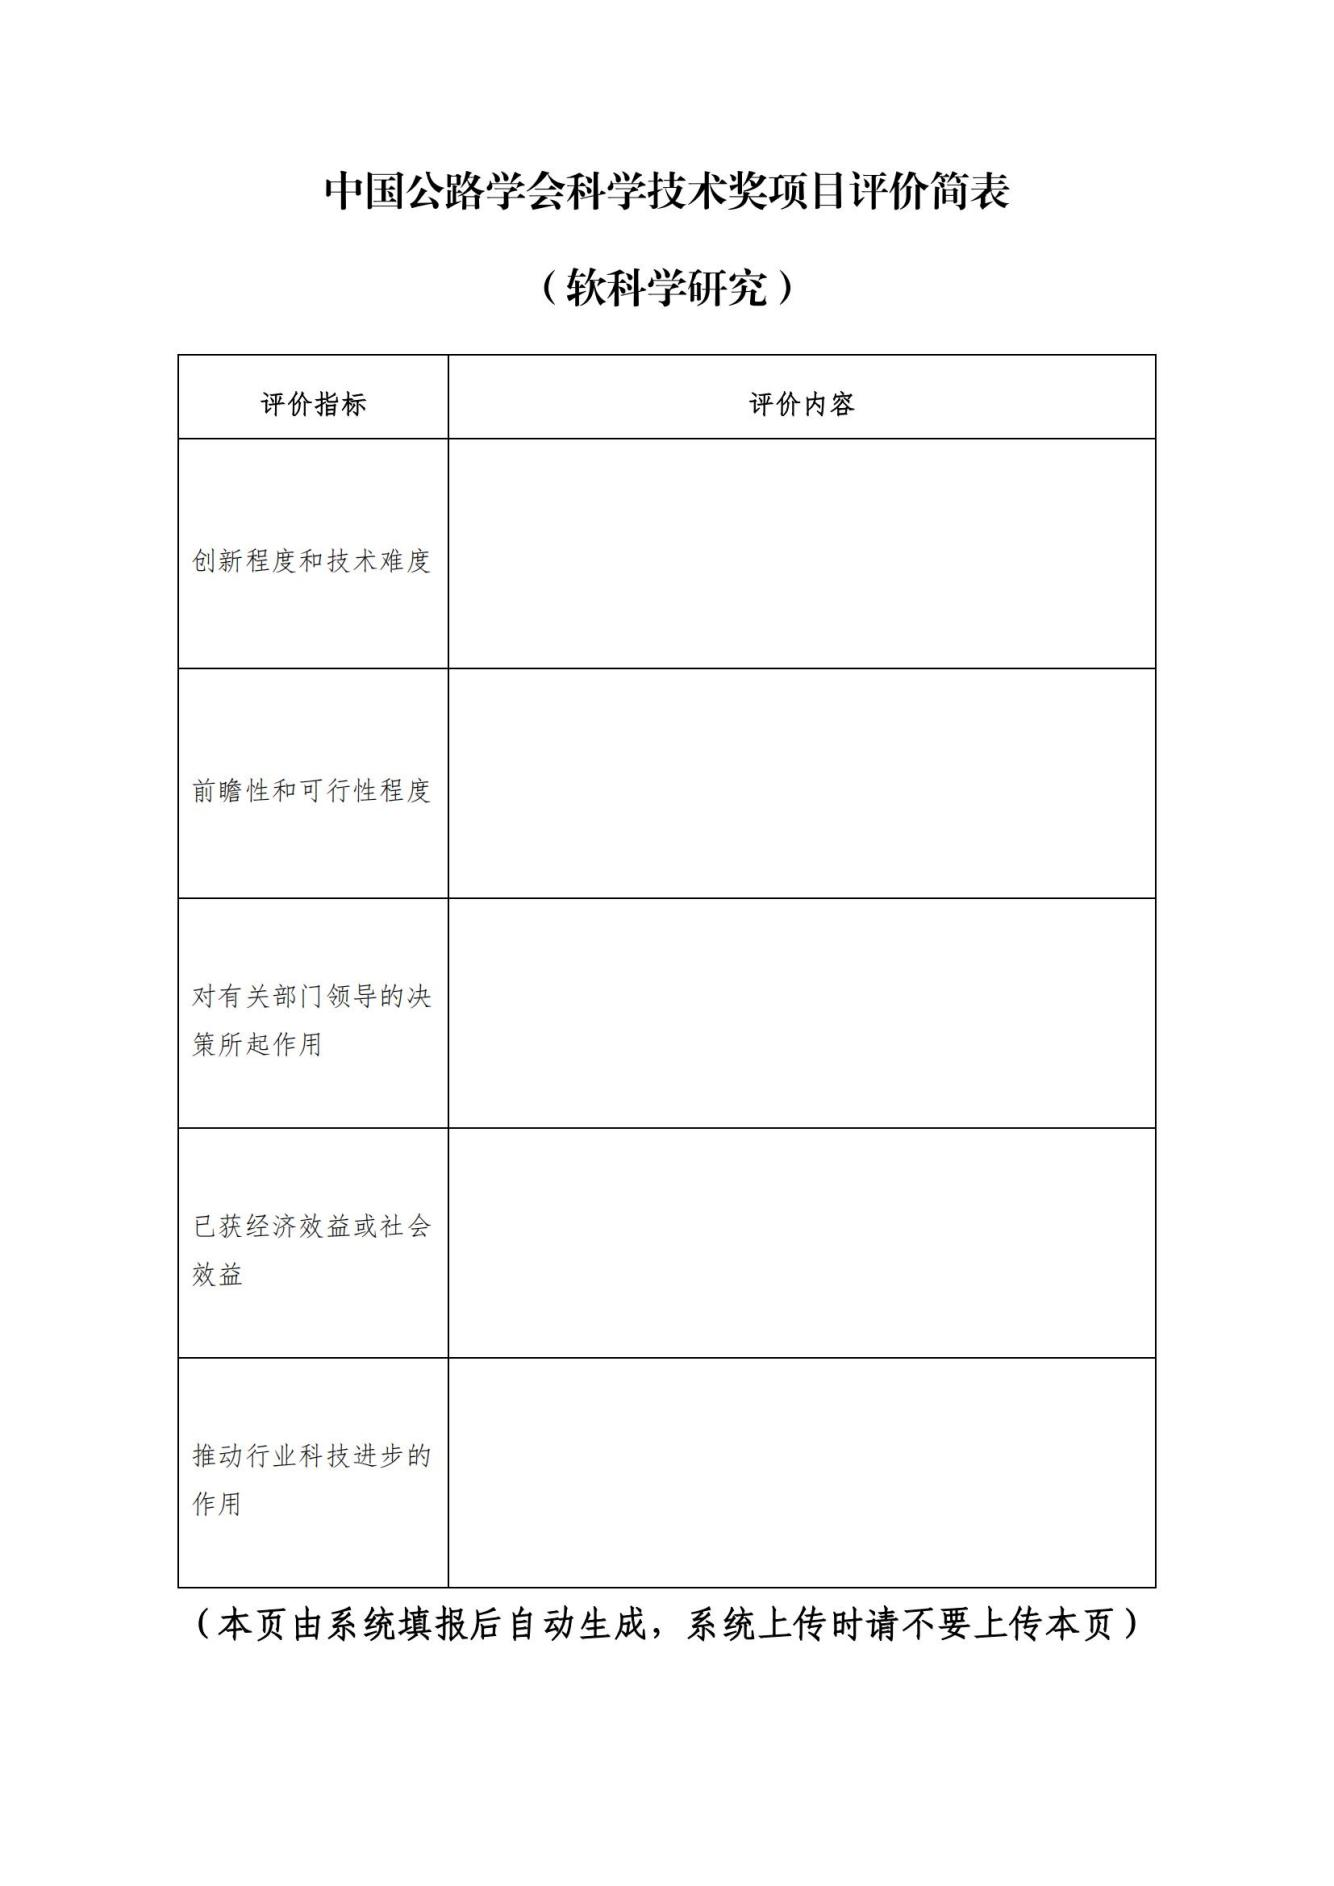 中国公路学会科学技术奖项目评价简表
（软科学研究）
评价指标
评价内容
创新程度和技术难度
前瞻性和可行性程度
对有关部门领导的决
策所起作用
已获经济效益或社会
效益
推动行业科技进步的
作用
（本页由系统填报后自动生成，系统上传时请不要上传本页）